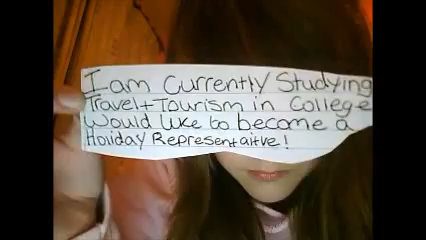 I am Currently Studying
Travel+Tourism in College
Would like to become a
Holiday Representaitve!